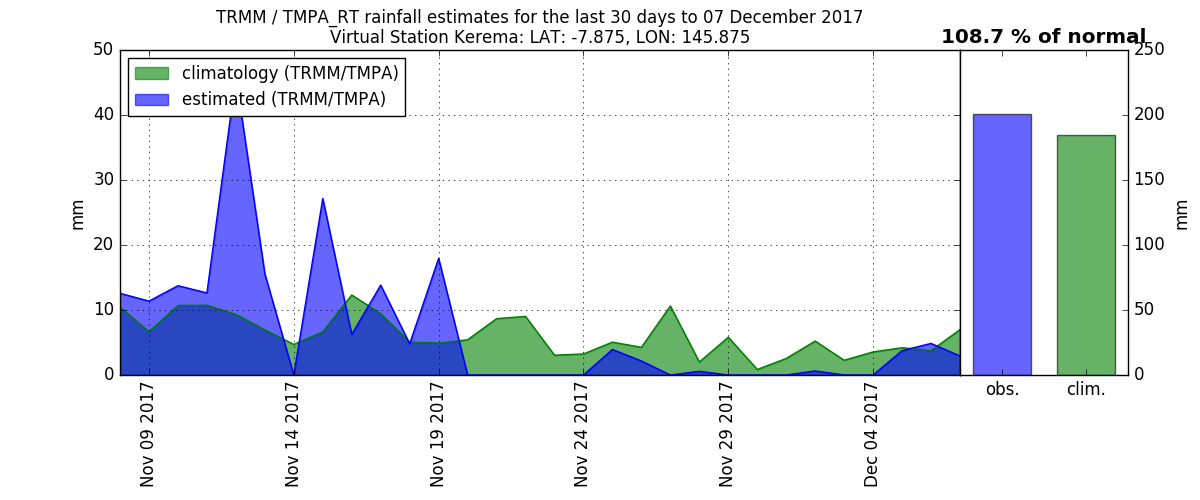 TRMM / TMPA_RT rainfall estimates for the last 30 days to 07 December 2017
Virtual Station Kerema: LAT: -7.875, LON: 145.875
108.7 % of normal
climatology (TRMM/TMPA)
estimated (TRMM/TMPA)
50
40
30
20
10
0
mm
Nov 09 2017
Nov 14 2017
Nov 19 2017
Nov 24 2017
Nov 29 2017
Dec 04 2017
obs.
clim.
250
200
150
100
50
0
mm